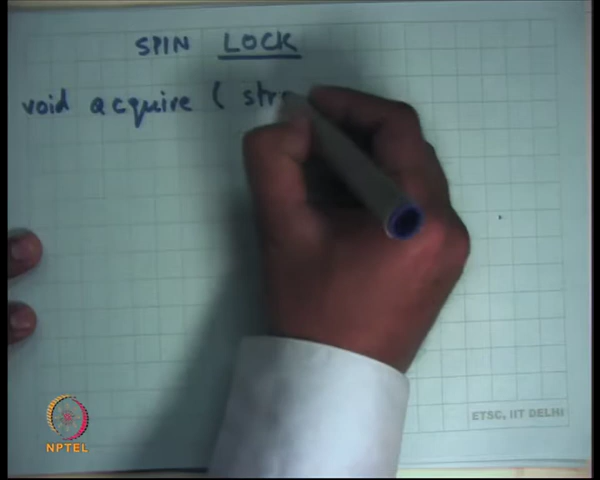 SPIN LOCK
void acquire ( str
ETSC, IIT DELHI
NPTEL